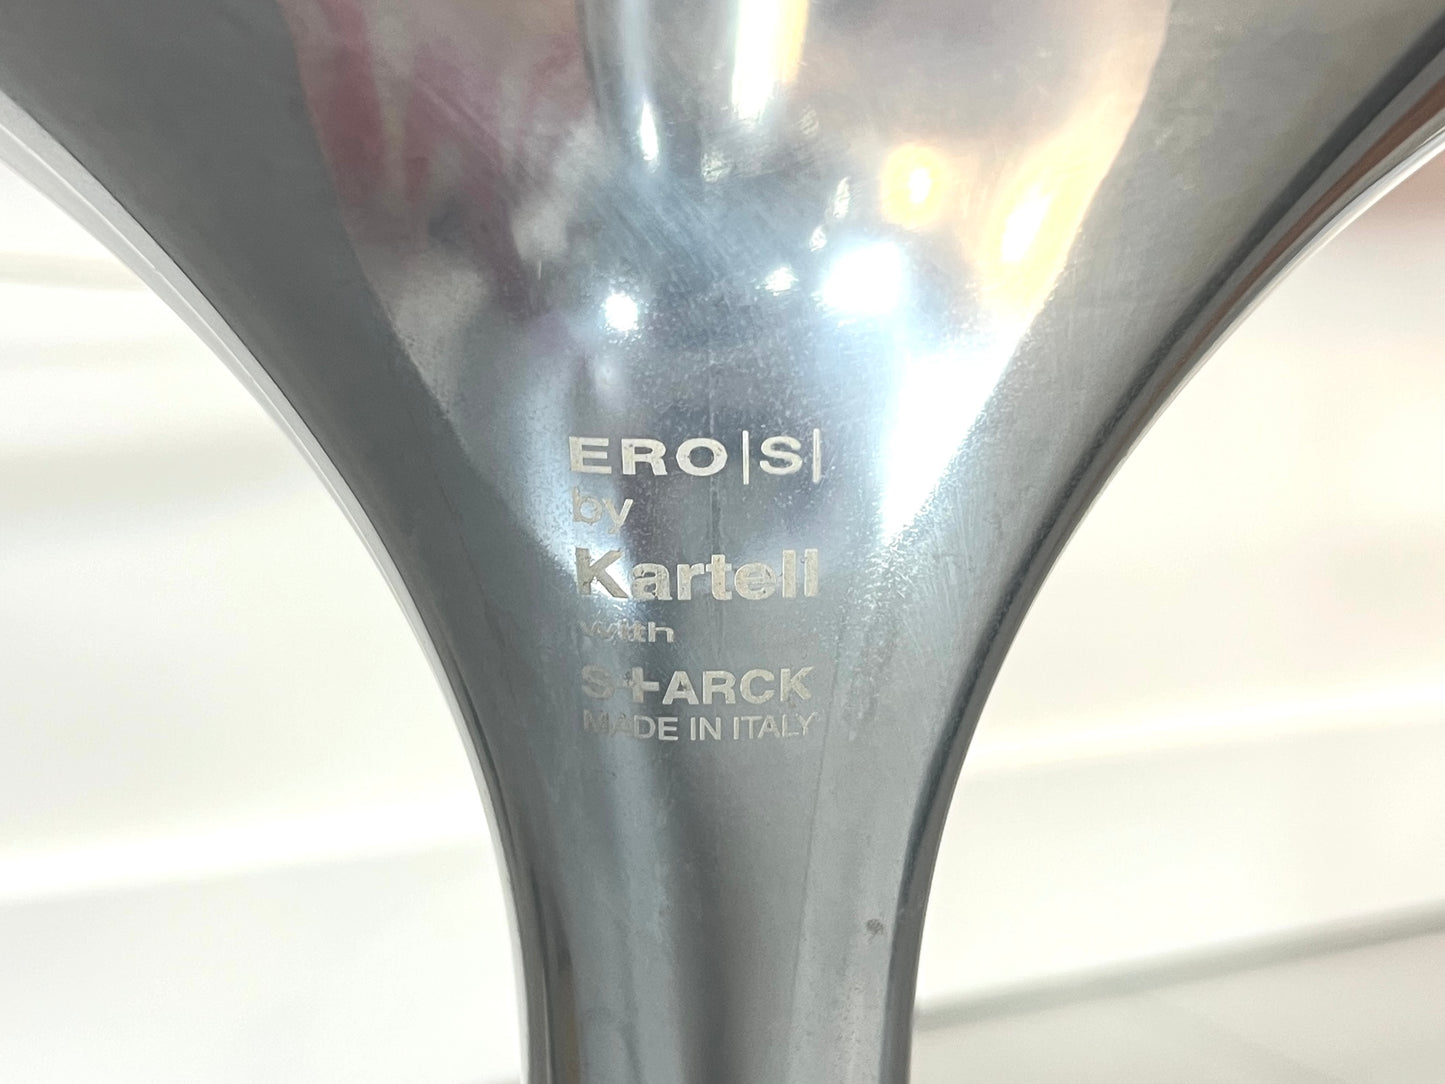 ERO|S|
by
Kartell
with
S+ARCK
MADE IN ITALY